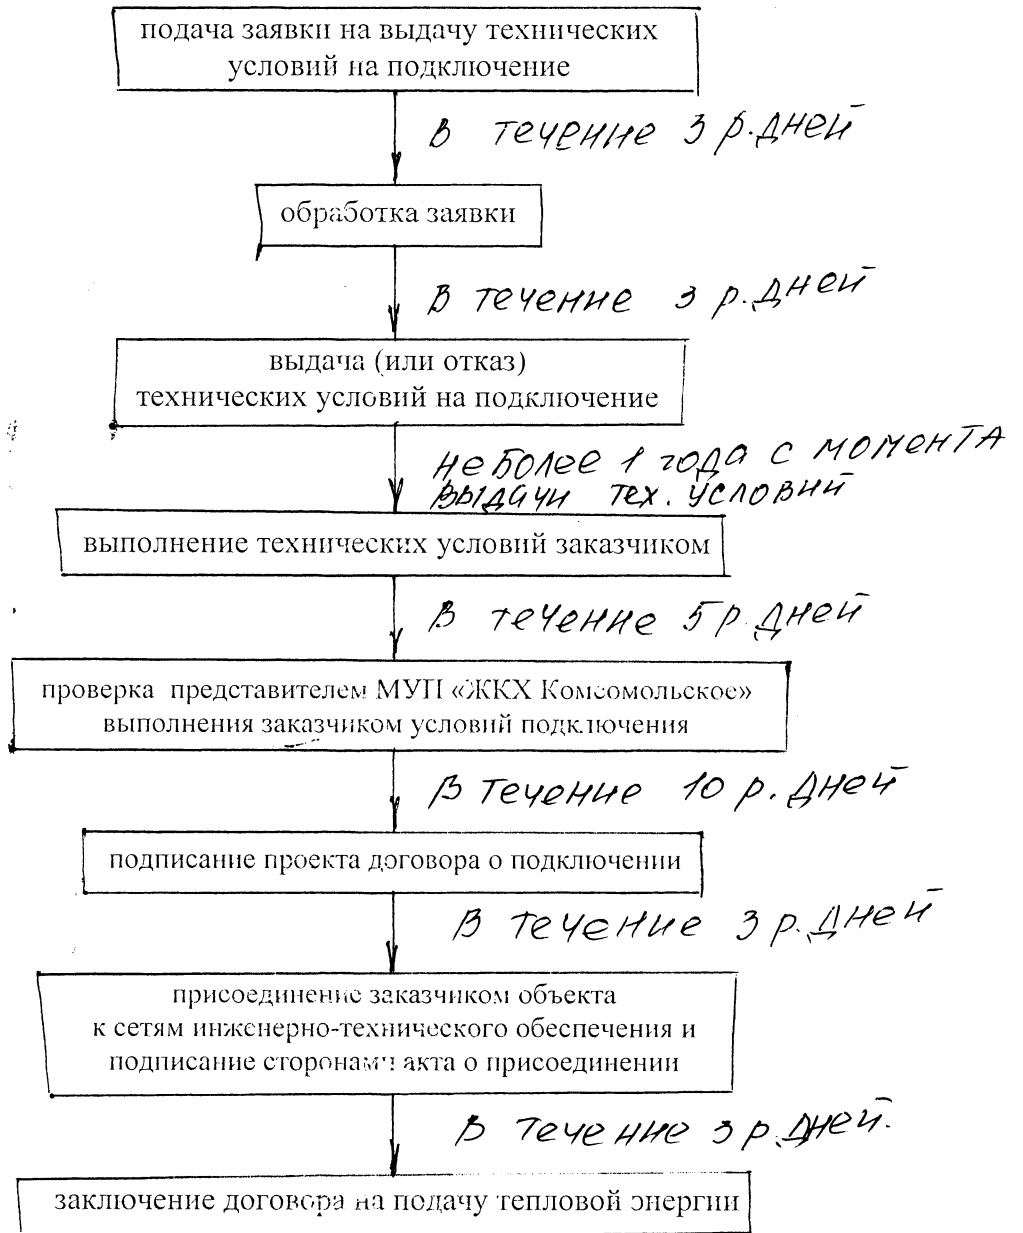 подача заявки на выдачу технических
условий на подключение
в течение 3 р. дней
обработка заявки
в течение 3 р. дней
выдача (или отказ)
технических условий на подключение
не более 1 года с момента
выдачи тех. условий
выполнение технических условий заказчиком
в течение 5 р. дней
проверка представителем МУП «ЖКХ Комсомольское»
выполнения заказчиком условий подключения
в течение 10 р. дней
подписание проекта договора о подключении
в течение 3 р. дней
присоединение заказчиком объекта
к сетям инженерно-технического обеспечения и
подписание сторонами акта о присоединении
в течение 3 р. дней.
заключение договора на подачу тепловой энергии